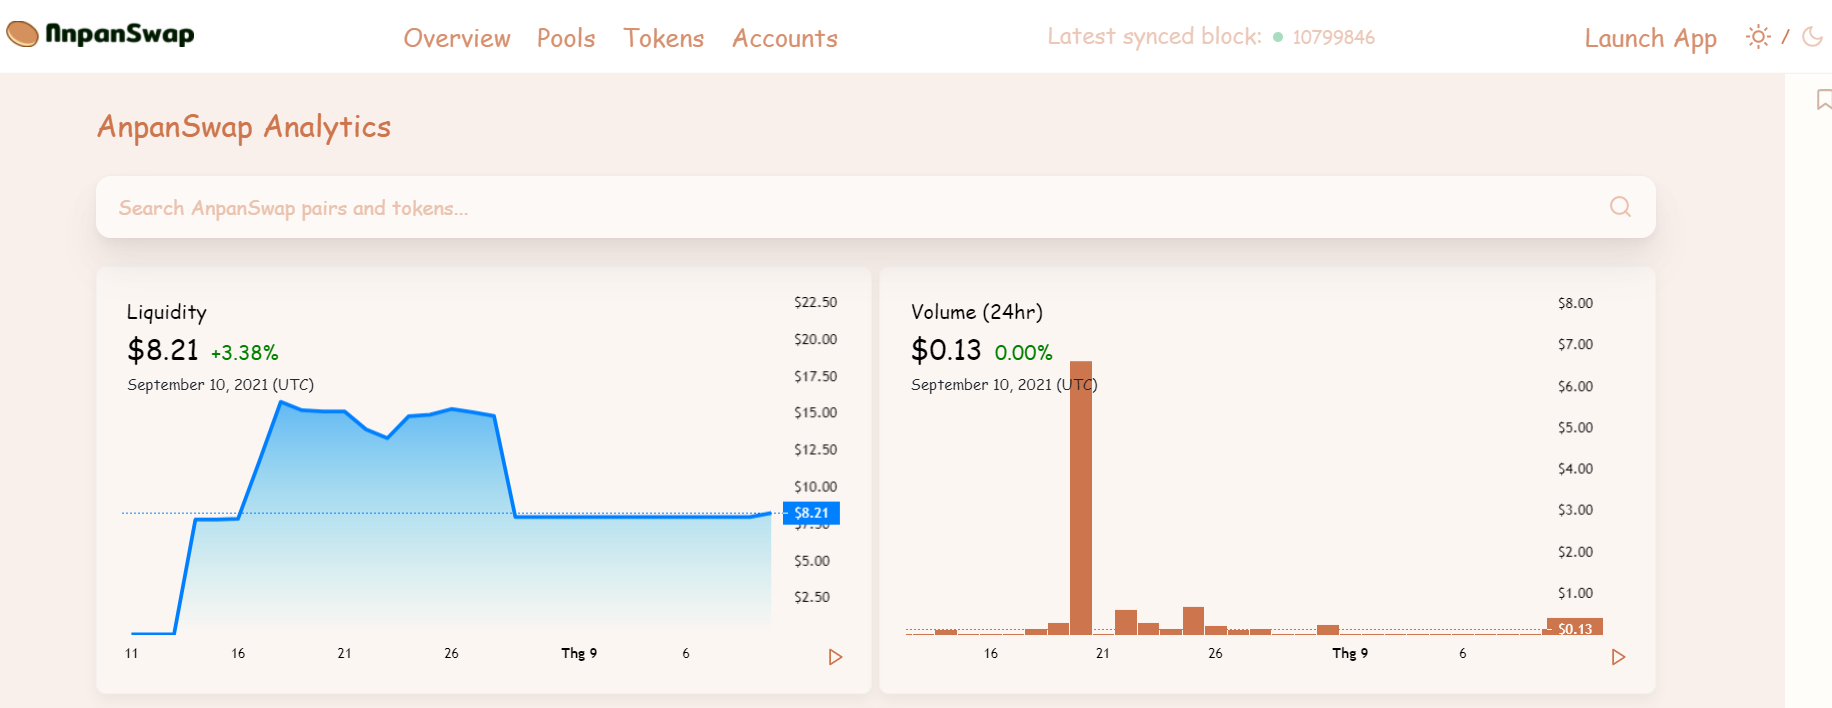 AnpanSwap
Overview Pools Tokens Accounts
Latest synced block: 10799846
Launch App /
AnpanSwap Analytics
Search AnpanSwap pairs and tokens...
Liquidity
$8.21 +3.38%
September 10, 2021 (UTC)
$22.50
$20.00
$17.50
$15.00
$12.50
$10.00
$8.21
$7.50
$5.00
$2.50
11 16 21 26 Thg 9 6
Volume (24hr)
$0.13 0.00%
September 10, 2021 (UTC)
$8.00
$7.00
$6.00
$5.00
$4.00
$3.00
$2.00
$1.00
$0.13
16 21 26 Thg 9 6